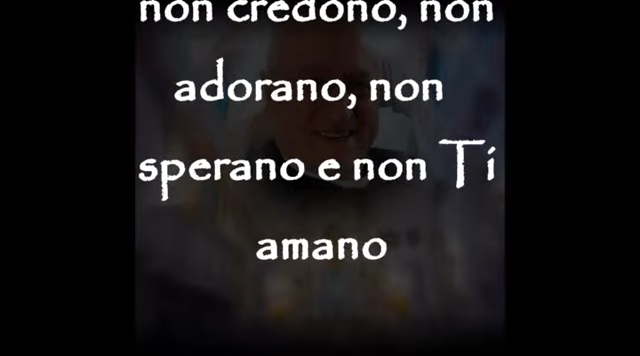 non credono, non
adorano, non
sperano e non Ti
amano